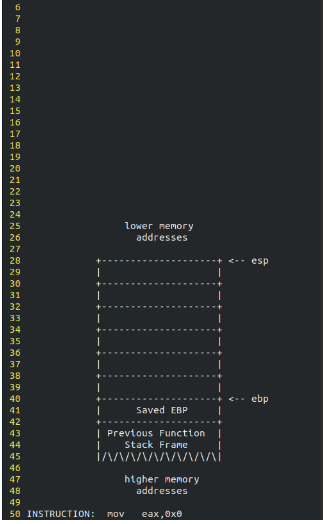 6
7
8
9
10
11
12
13
14
15
16
17
18
19
20
21
22
23
24
25 lower memory
26 addresses
27
28 +--------------------+ <-- esp
29 | |
30 +--------------------+
31 | |
32 +--------------------+
33 | |
34 +--------------------+
35 | |
36 +--------------------+
37 | |
38 +--------------------+
39 | |
40 +--------------------+ <-- ebp
41 | Saved EBP |
42 +--------------------+
43 | Previous Function |
44 | Stack Frame |
45 |/\/\/\/\/\/\/\/\/\/\|
46
47 higher memory
48 addresses
49
50 INSTRUCTION: mov eax,0x0